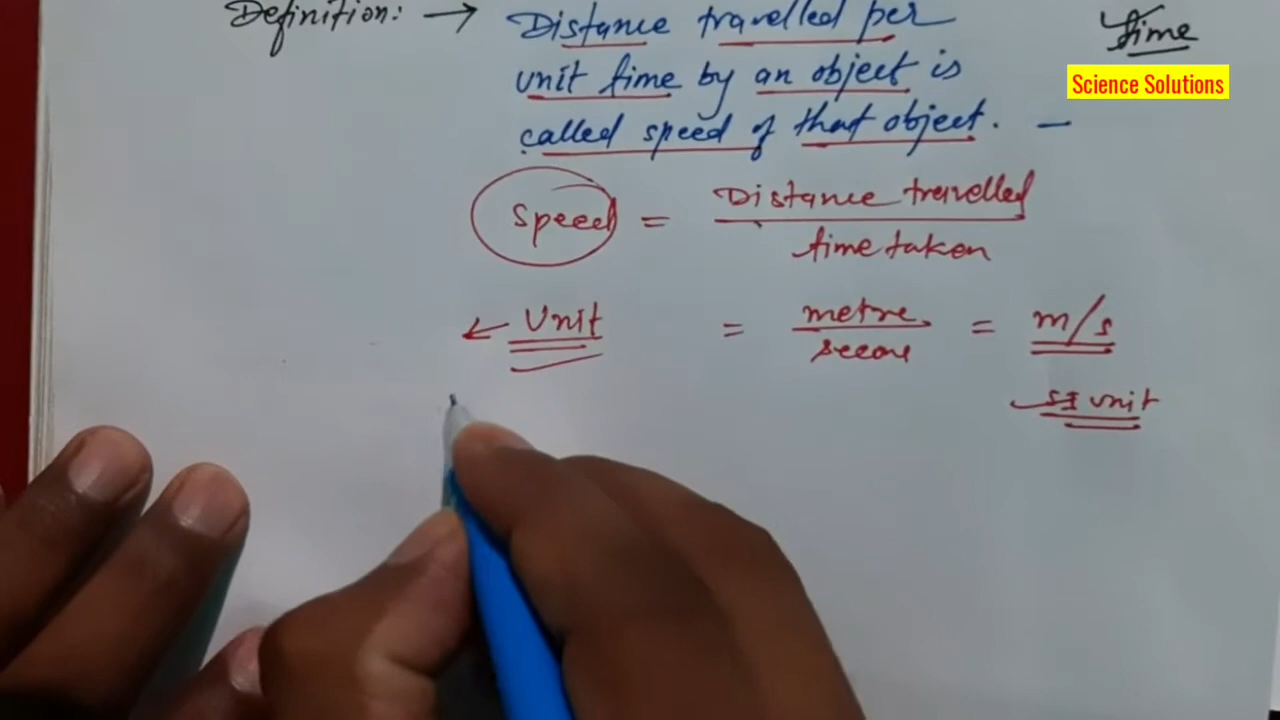 Definition: → Distance travelled per
unit time by an object is
called speed of that object. —
time
Science Solutions
Speed = Distance travelled
time taken
← Unit = metre = m/s
SI unit